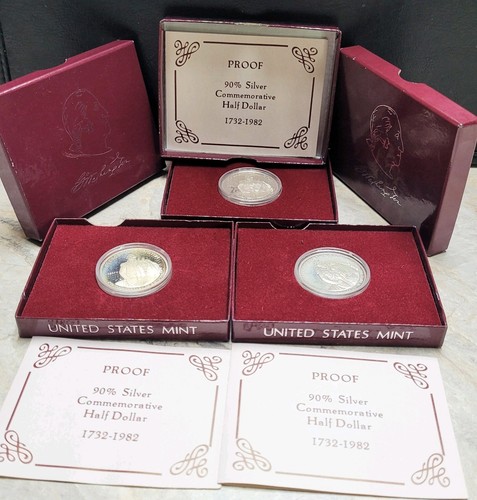 PROOF
90% Silver
Commemorative
Half Dollar
1732-1982
UNITED STATES MINT
UNITED STATES MINT
PROOF
90% Silver
Commemorative
Half Dollar
1732-1982
PROOF
90% Silver
Commemorative
Half Dollar
1732-1982